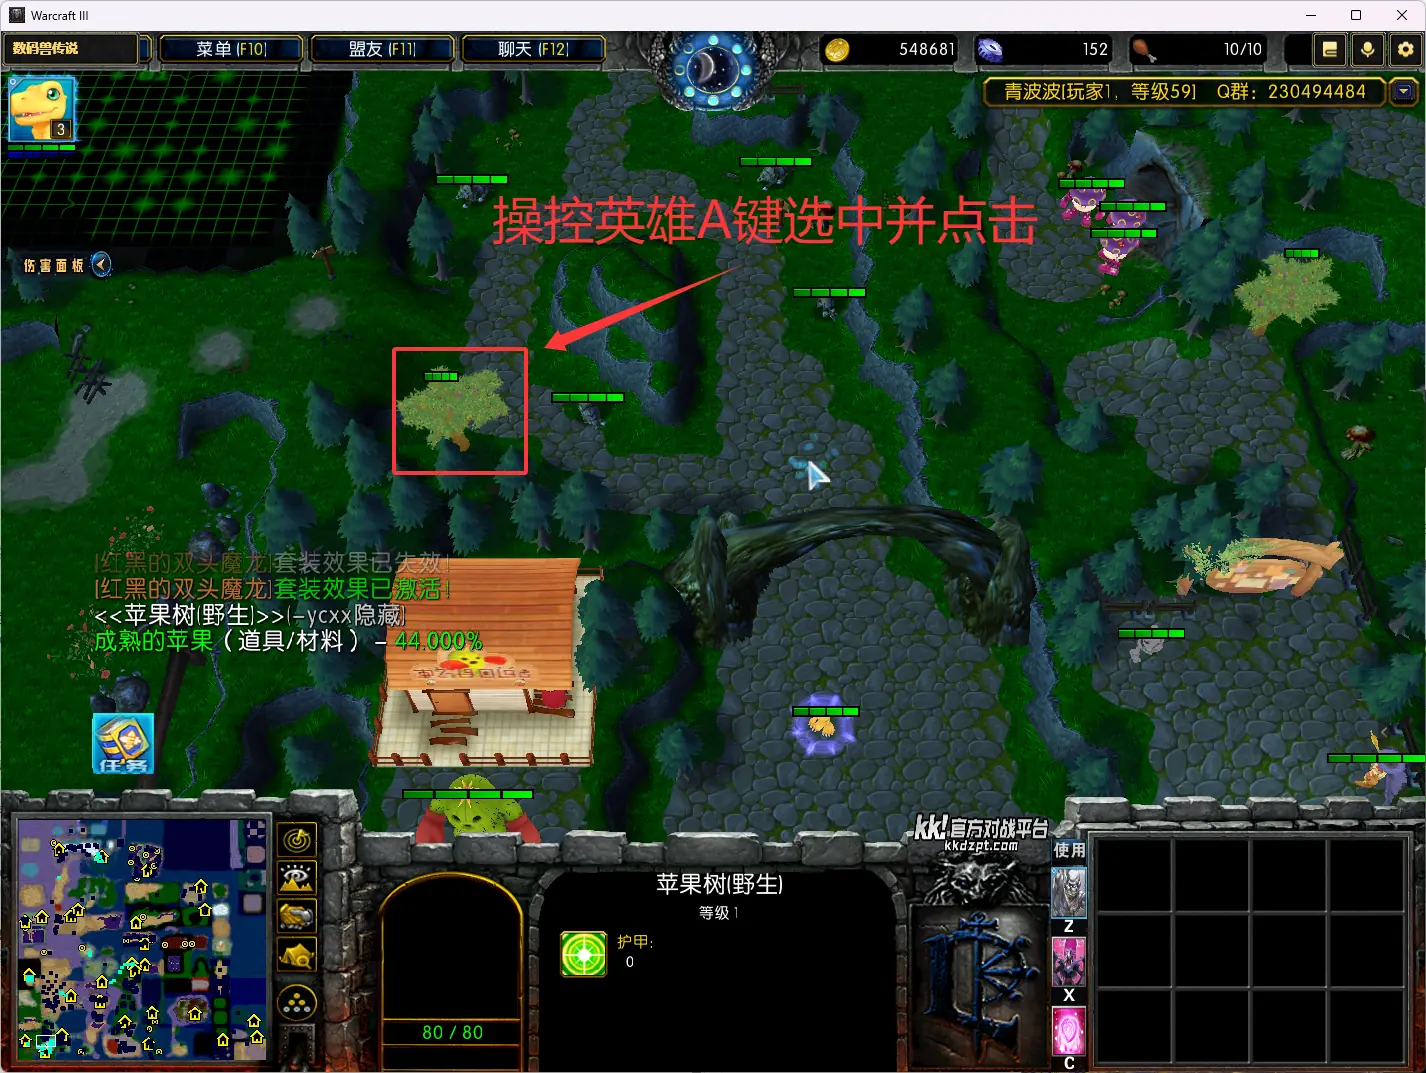 Warcraft III
数码兽传说
菜单 (F10)
盟友 (F11)
聊天 (F12)
548681
152
10/10
青波波[玩家1，等级59] Q群：230494484
3
操控英雄A键选中并点击
伤害面板
[红黑的双头魔龙]套装效果已失效!
[红黑的双头魔龙]套装效果已激活!
<<苹果树(野生)>>(-ycxx隐藏)
成熟的苹果（道具/材料）- 44.000%
任务
kk!官方对战平台
kkdzpt.com
使用
苹果树(野生)
等级 1
护甲:
0
Z
X
C
80 / 80